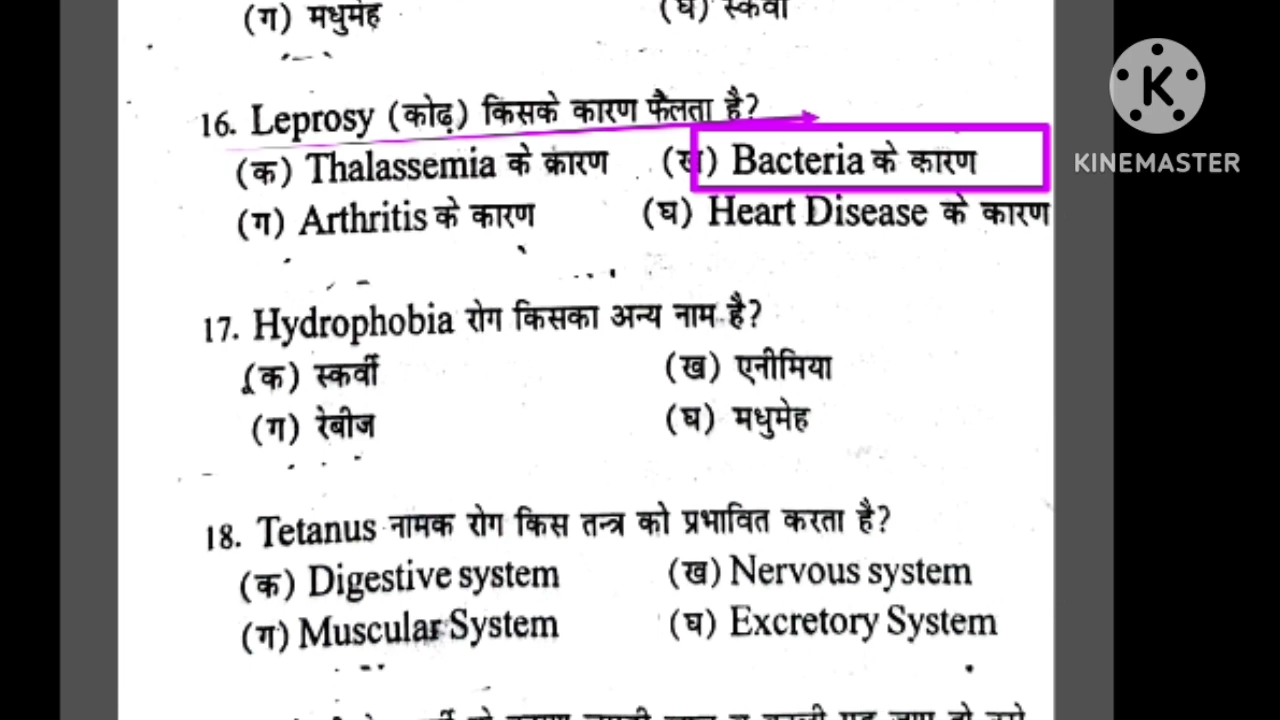 (ग) मधुमेह (घ) स्कर्वी
16. Leprosy (कोढ़) किसके कारण फैलता है?
(क) Thalassemia के कारण (ख) Bacteria के कारण
(ग) Arthritis के कारण (घ) Heart Disease के कारण
17. Hydrophobia रोग किसका अन्य नाम है?
(क) स्कर्वी (ख) एनीमिया
(ग) रेबीज (घ) मधुमेह
18. Tetanus नामक रोग किस तन्त्र को प्रभावित करता है?
(क) Digestive system (ख) Nervous system
(ग) Muscular System (घ) Excretory System
K
KINEMASTER